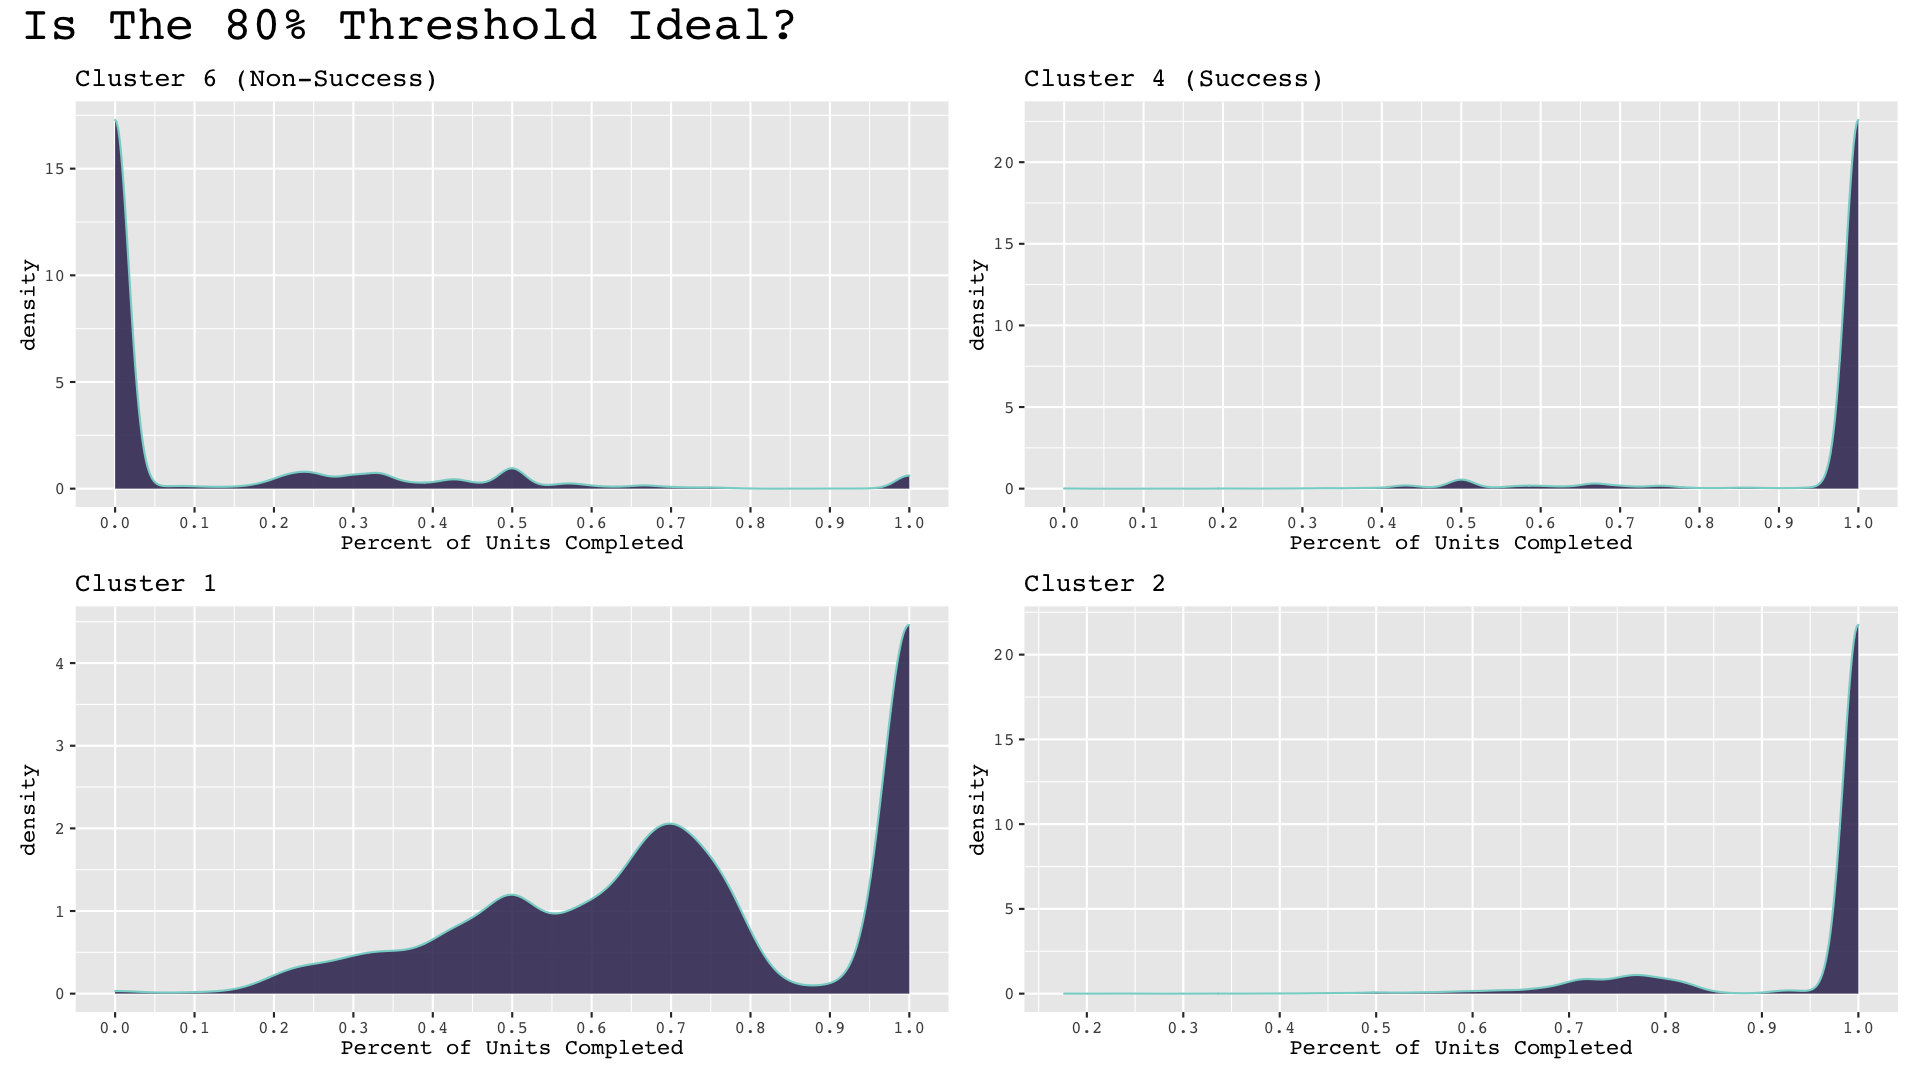 Is The 80% Threshold Ideal?
Cluster 6 (Non-Success)
15
10
5
0
density
0.0 0.1 0.2 0.3 0.4 0.5 0.6 0.7 0.8 0.9 1.0
Percent of Units Completed
Cluster 4 (Success)
20
15
10
5
0
density
0.0 0.1 0.2 0.3 0.4 0.5 0.6 0.7 0.8 0.9 1.0
Percent of Units Completed
Cluster 1
4
3
2
1
0
density
0.0 0.1 0.2 0.3 0.4 0.5 0.6 0.7 0.8 0.9 1.0
Percent of Units Completed
Cluster 2
20
15
10
5
0
density
0.2 0.3 0.4 0.5 0.6 0.7 0.8 0.9 1.0
Percent of Units Completed